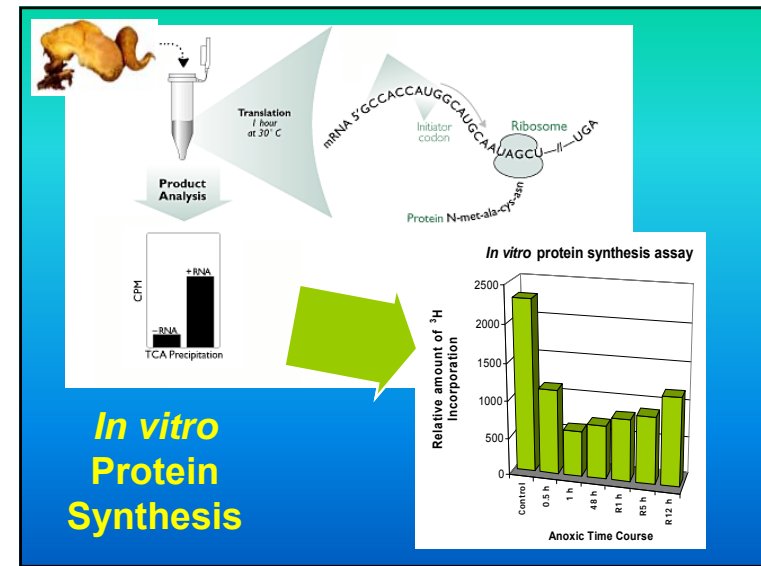 Translation
1 hour
at 30° C
mRNA 5'GCCACCAUGGCAUGCAAUAGCU—//—UGA
Initiator
codon
Ribosome
Protein N-met-ala-cys-asn
Product
Analysis
CPM
+RNA
−RNA
TCA Precipitation
In vitro
Protein
Synthesis
In vitro protein synthesis assay
Relative amount of ³H
Incorporation
2500
2000
1500
1000
500
0
Control
0.5 h
1 h
48 h
R1 h
R5 h
R12 h
Anoxic Time Course